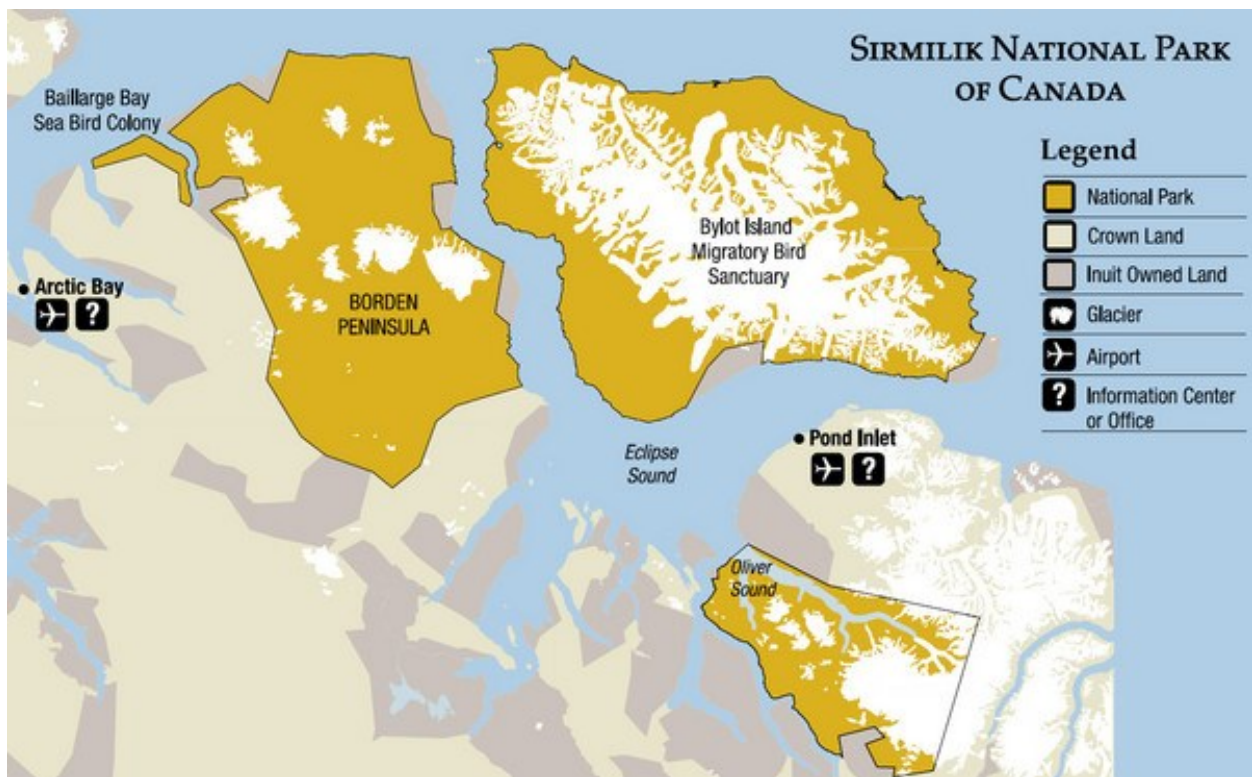 SIRMILIK NATIONAL PARK
OF CANADA
Baillarge Bay
Sea Bird Colony
Legend
National Park
Crown Land
Inuit Owned Land
Glacier
Airport
? Information Center
or Office
Bylot Island
Migratory Bird
Sanctuary
Arctic Bay
?
BORDEN
PENINSULA
Eclipse
Sound
Pond Inlet
?
Oliver
Sound